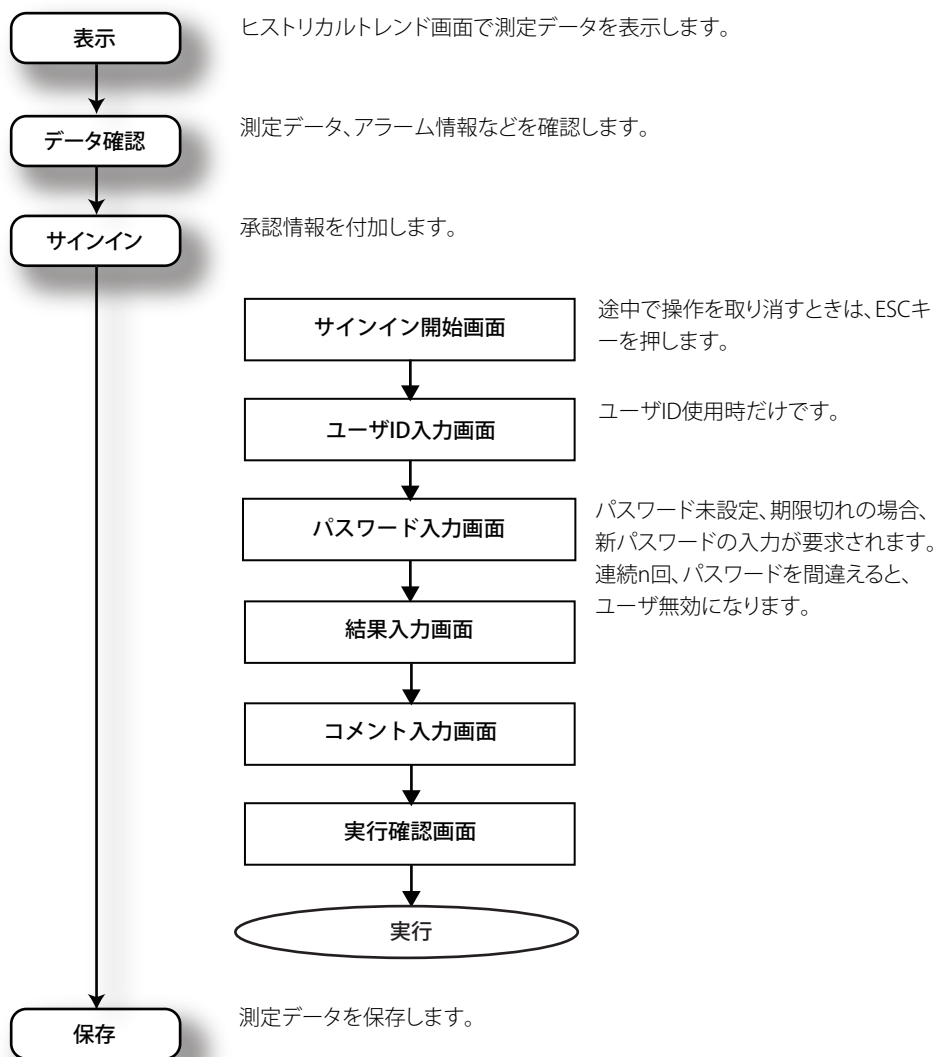 表示
ヒストリカルトレンド画面で測定データを表示します。
データ確認
測定データ、アラーム情報などを確認します。
サインイン
承認情報を付加します。
サインイン開始画面
途中で操作を取り消すときは、ESCキ
ーを押します。
ユーザID入力画面
ユーザID使用時だけです。
パスワード入力画面
パスワード未設定、期限切れの場合、
新パスワードの入力が要求されます。
連続n回、パスワードを間違えると、
ユーザ無効になります。
結果入力画面
コメント入力画面
実行確認画面
実行
保存
測定データを保存します。